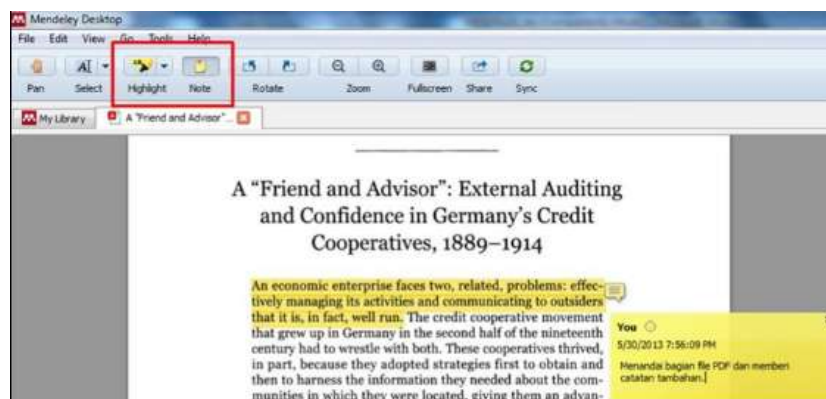 Mendeley Desktop
File Edit View Go Tools Help
Pan Select Highlight Note Rotate Zoom Fullscreen Share Sync
My Library A "Friend and Advisor"...
A “Friend and Advisor”: External Auditing
and Confidence in Germany’s Credit
Cooperatives, 1889–1914
An economic enterprise faces two, related, problems: effec-
tively managing its activities and communicating to outsiders
that it is, in fact, well run. The credit cooperative movement
that grew up in Germany in the second half of the nineteenth
century had to wrestle with both. These cooperatives thrived,
in part, because they adopted strategies first to obtain and
then to harness the information they needed about the com-
munities in which they were located, giving them an advan-
You
5/30/2013 7:56:09 PM
Menandai bagian file PDF dan memberi
catatan tambahan.